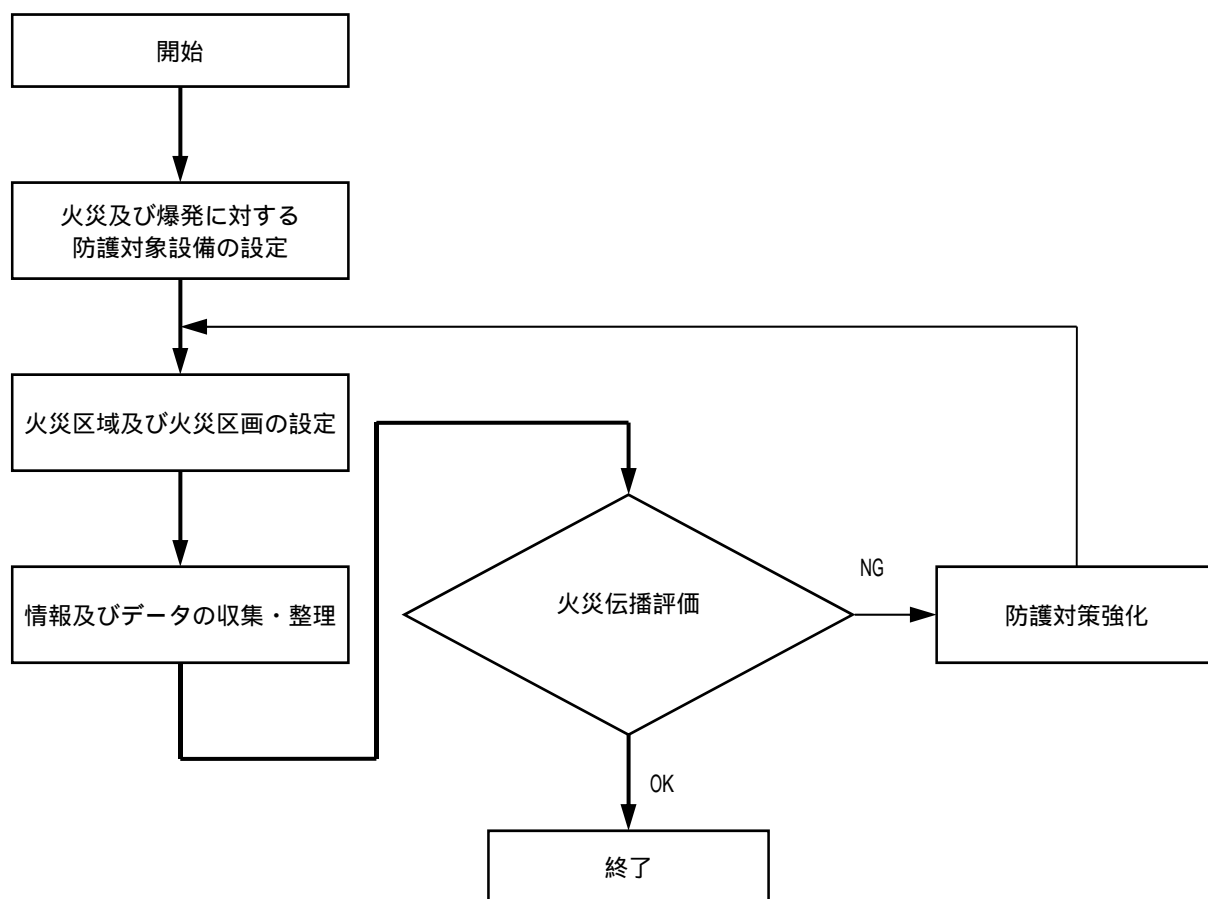 開始
火災及び爆発に対する
防護対象設備の設定
火災区域及び火災区画の設定
情報及びデータの収集・整理
火災伝播評価
NG
防護対策強化
OK
終了